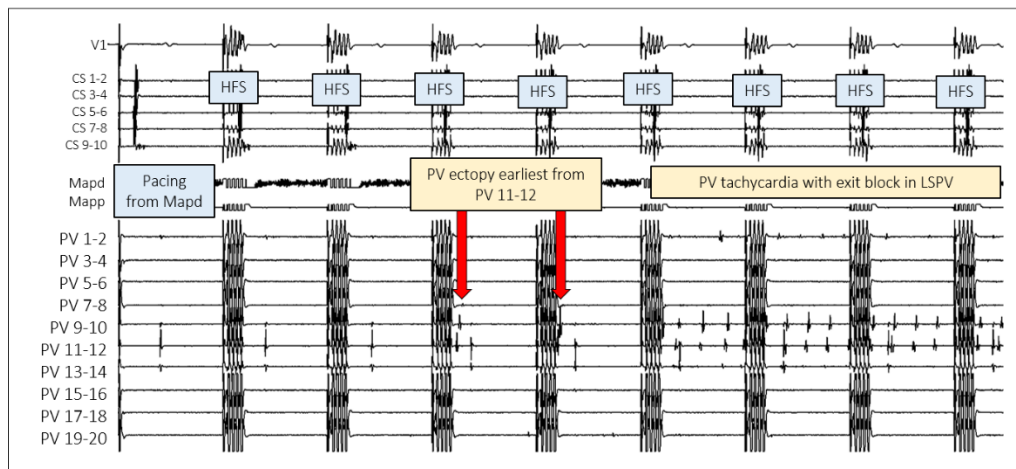 V1
CS 1-2
CS 3-4
CS 5-6
CS 7-8
CS 9-10
HFS
HFS
HFS
HFS
HFS
HFS
HFS
HFS
Mapd
Mapp
Pacing
from Mapd
PV ectopy earliest from
PV 11-12
PV tachycardia with exit block in LSPV
PV 1-2
PV 3-4
PV 5-6
PV 7-8
PV 9-10
PV 11-12
PV 13-14
PV 15-16
PV 17-18
PV 19-20